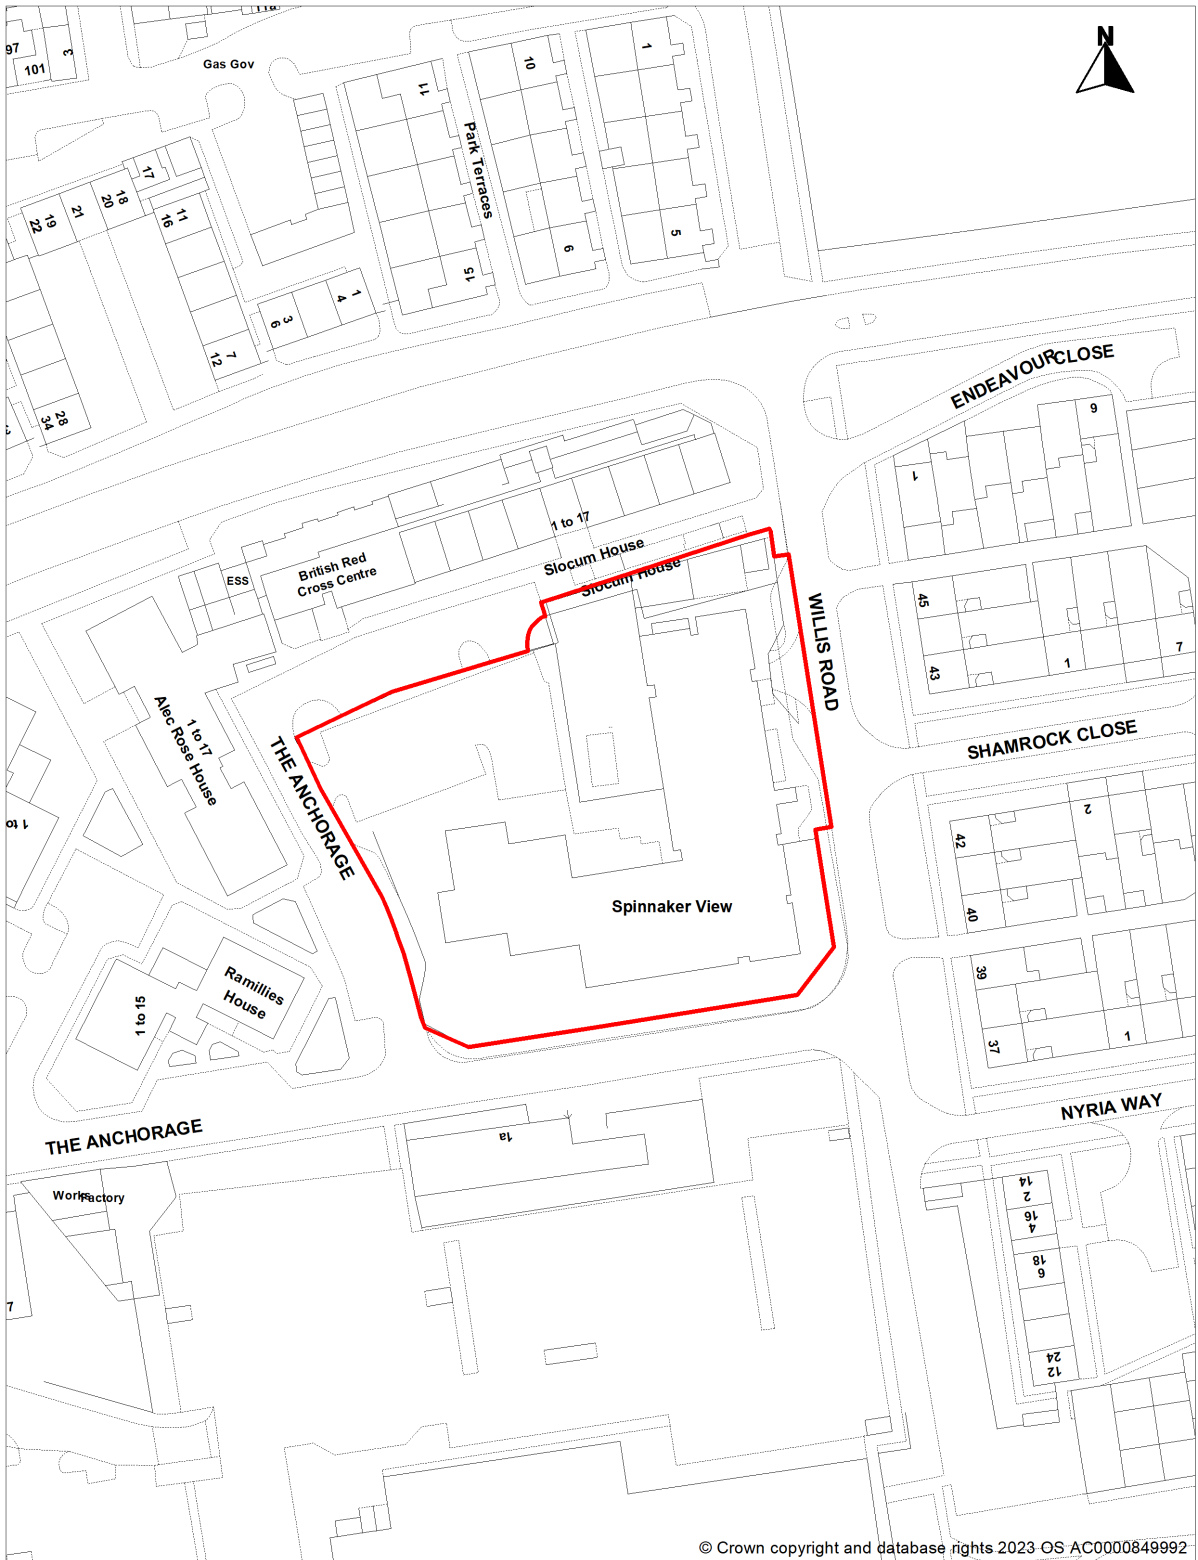 97
101
3
Gas Gov
N
11
10
1
Park Terraces
17
18
20
21
19
22
11
16
15
6
5
1
4
3
6
7
12
28
34
ENDEAVOUR CLOSE
9
1
1 to 17
Slocum House
Slocum House
British Red
Cross Centre
ESS
WILLIS ROAD
45
43
1
7
1 to 17
Alec Rose House
THE ANCHORAGE
SHAMROCK CLOSE
1 to
2
42
40
Spinnaker View
Ramillies
House
1 to 15
39
37
1
NYRIA WAY
THE ANCHORAGE
1a
Works
Factory
14
2
16
4
18
6
24
12
7
© Crown copyright and database rights 2023 OS AC0000849992